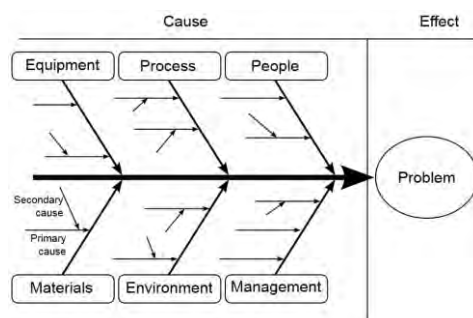 Cause Effect
Equipment Process People
Problem
Secondary
cause
Primary
cause
Materials Environment Management